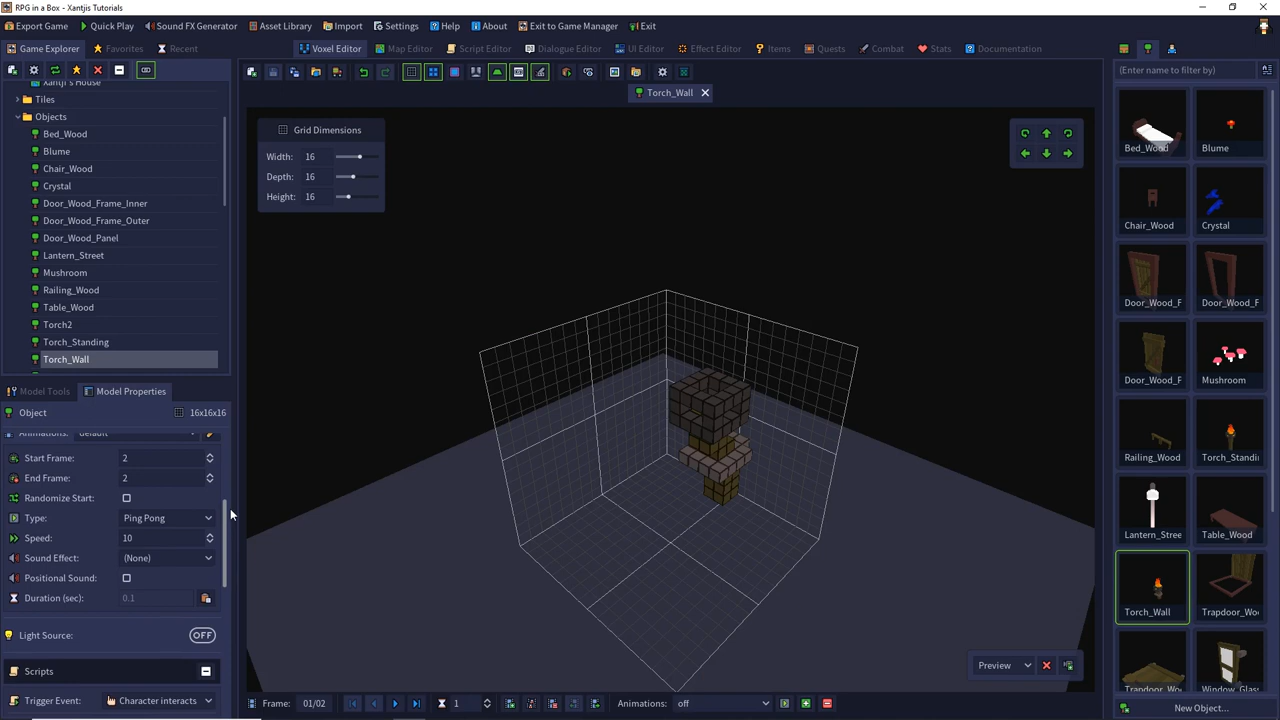 RPG in a Box - Xantjis Tutorials
Export Game Quick Play Sound FX Generator Asset Library Import Settings Help About Exit to Game Manager Exit
Game Explorer Favorites Recent Voxel Editor Map Editor Script Editor Dialogue Editor UI Editor Effect Editor Items Quests Combat Stats Documentation
(Enter name to filter by)
Xantji's House
Tiles
Objects
Bed_Wood
Blume
Chair_Wood
Crystal
Door_Wood_Frame_Inner
Door_Wood_Frame_Outer
Door_Wood_Panel
Lantern_Street
Mushroom
Railing_Wood
Table_Wood
Torch2
Torch_Standing
Torch_Wall
Model Tools Model Properties
Object 16x16x16
Animations: default
Start Frame: 2
End Frame: 2
Randomize Start:
Type: Ping Pong
Speed: 10
Sound Effect: (None)
Positional Sound:
Duration (sec): 0.1
Light Source: OFF
Scripts
Trigger Event: Character interacts
Torch_Wall
Grid Dimensions
Width: 16
Depth: 16
Height: 16
Preview
Frame: 01/02 1 Animations: off
Bed_Wood Blume
Chair_Wood Crystal
Door_Wood_F Door_Wood_F
Door_Wood_F Mushroom
Railing_Wood Torch_Standi
Lantern_Stree Table_Wood
Torch_Wall Trapdoor_Woo
Trapdoor_Woo Window_Glass
New Object...